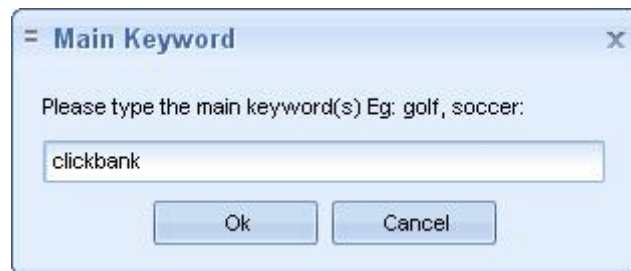 Main Keyword
Please type the main keyword(s) Eg: golf, soccer:
clickbank
Ok Cancel